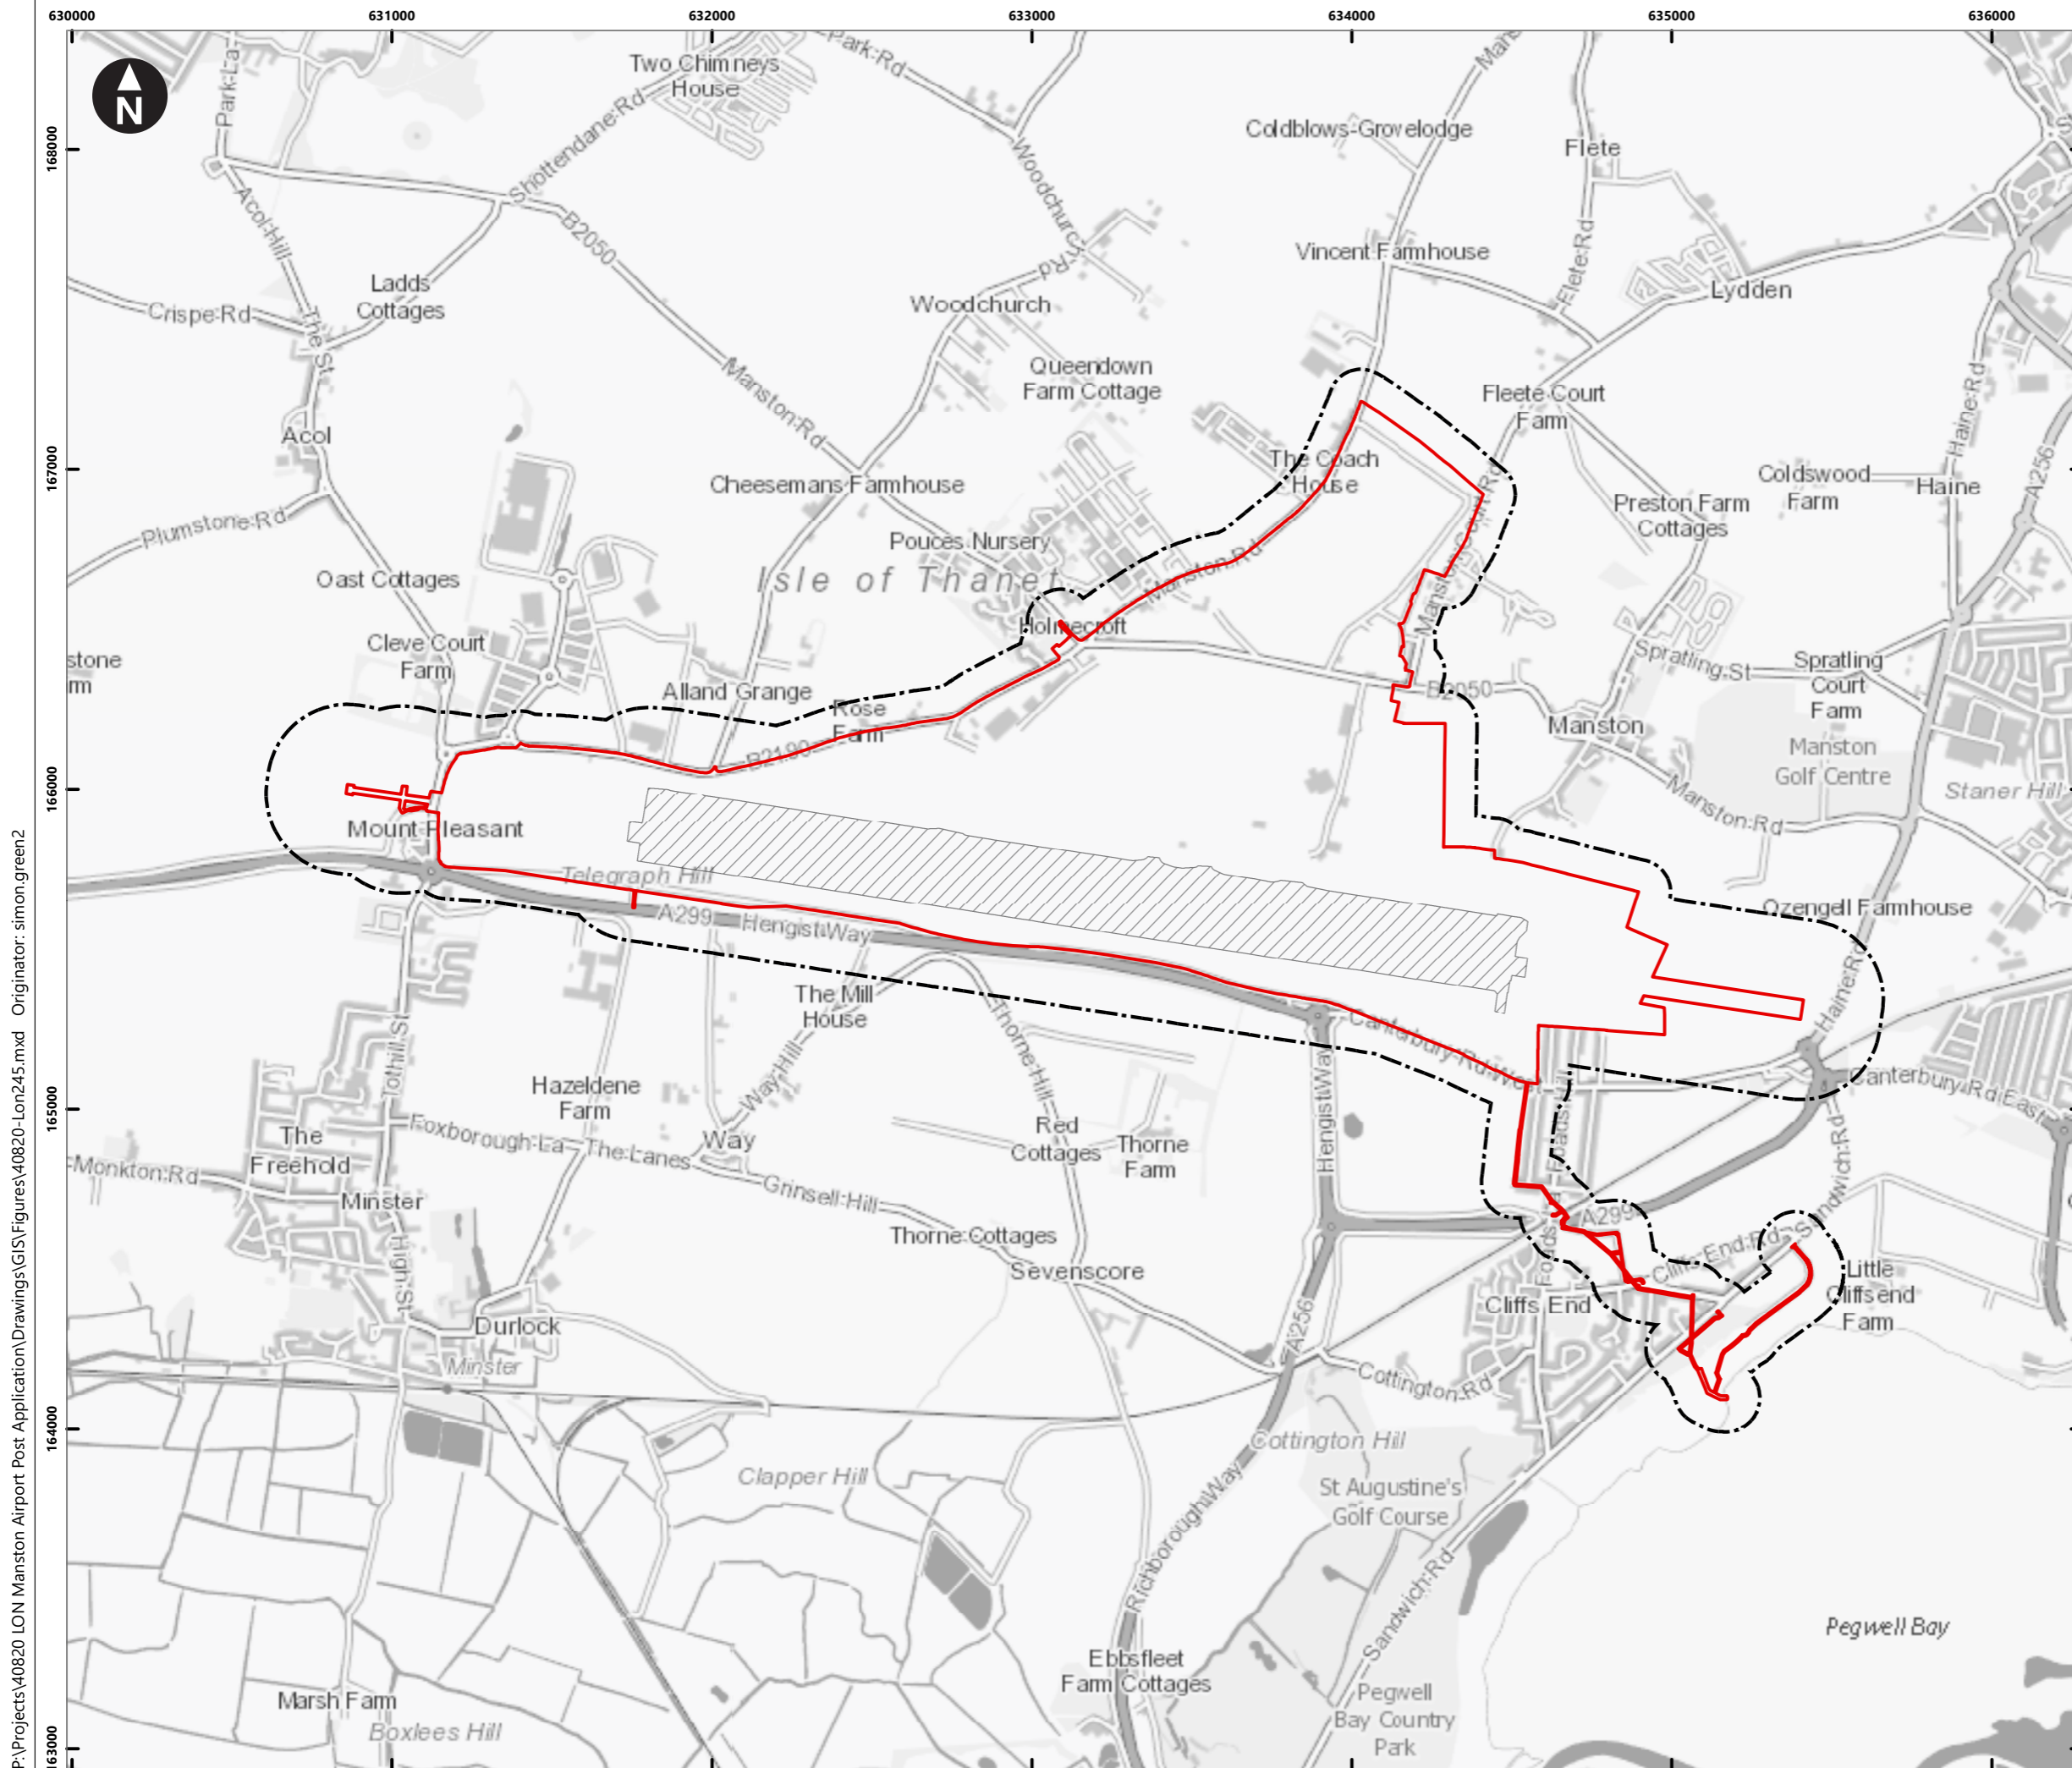 630000 631000 632000 633000 634000 635000 636000
168000
167000
166000
165000
164000
163000
P:\Projects\40820 LON Manston Airport Post Application\Drawings\GIS\Figures\40820-Lon245.mxd Originator: simon.green2
N
Park-La
Two Chimneys
House
Park-Rd
Shottendane-Rd
Coldblows-Grovelodge
Flete
Woodchurch
Rd
Acol-Hill
B2050
Vincent Farmhouse
Flete-Rd
Lydden
Ladds
Cottages
Crispe-Rd
The St
Woodchurch
Queendown
Farm Cottage
Manston-Rd
Fleete Court
Farm
Haine-Rd
A256
Acol
The Coach
House
Cheesemans Farmhouse
Coldswood
Farm
Haine
Preston Farm
Cottages
Plumstone-Rd
Pouces Nursery
Manston-Rd
Manston-Court-Rd
Oast Cottages
Isle of Thanet
Holmecroft
Cleve Court
Farm
stone
rm
Spratling-St
Spratling
Court
Farm
Alland Grange
B2050
Rose
Farm
Manston
B2190
Manston
Golf Centre
Staner Hill
Manston-Rd
Mount Pleasant
Telegraph Hill
A299
Hengist-Way
Ozengell Farmhouse
Haine-Rd
The Mill
House
Tothill-St
Way-Hill
Thorne-Hill
Canterbury-Rd-West
Hengist-Way
Hazeldene
Farm
Foads-Hill
Canterbury-Rd-East
The
Freehold
Foxborough-La
The-Lanes
Way
Red
Cottages
Thorne
Farm
Monkton-Rd
Minster
Grinsell-Hill
Sandwich-Rd
High-St
Thorne-Cottages
A299
Sevenscore
Cliffs-End-Rd
Little
Cliffsend
Farm
Cliffs End
Durlock
A256
Minster
Cottington-Rd
Cottington Hill
Clapper Hill
St Augustine's
Golf Course
Richborough-Way
Sandwich-Rd
Pegwell Bay
Ebbsfleet
Farm Cottages
Marsh Farm
Boxlees Hill
Pegwell
Bay Country
Park